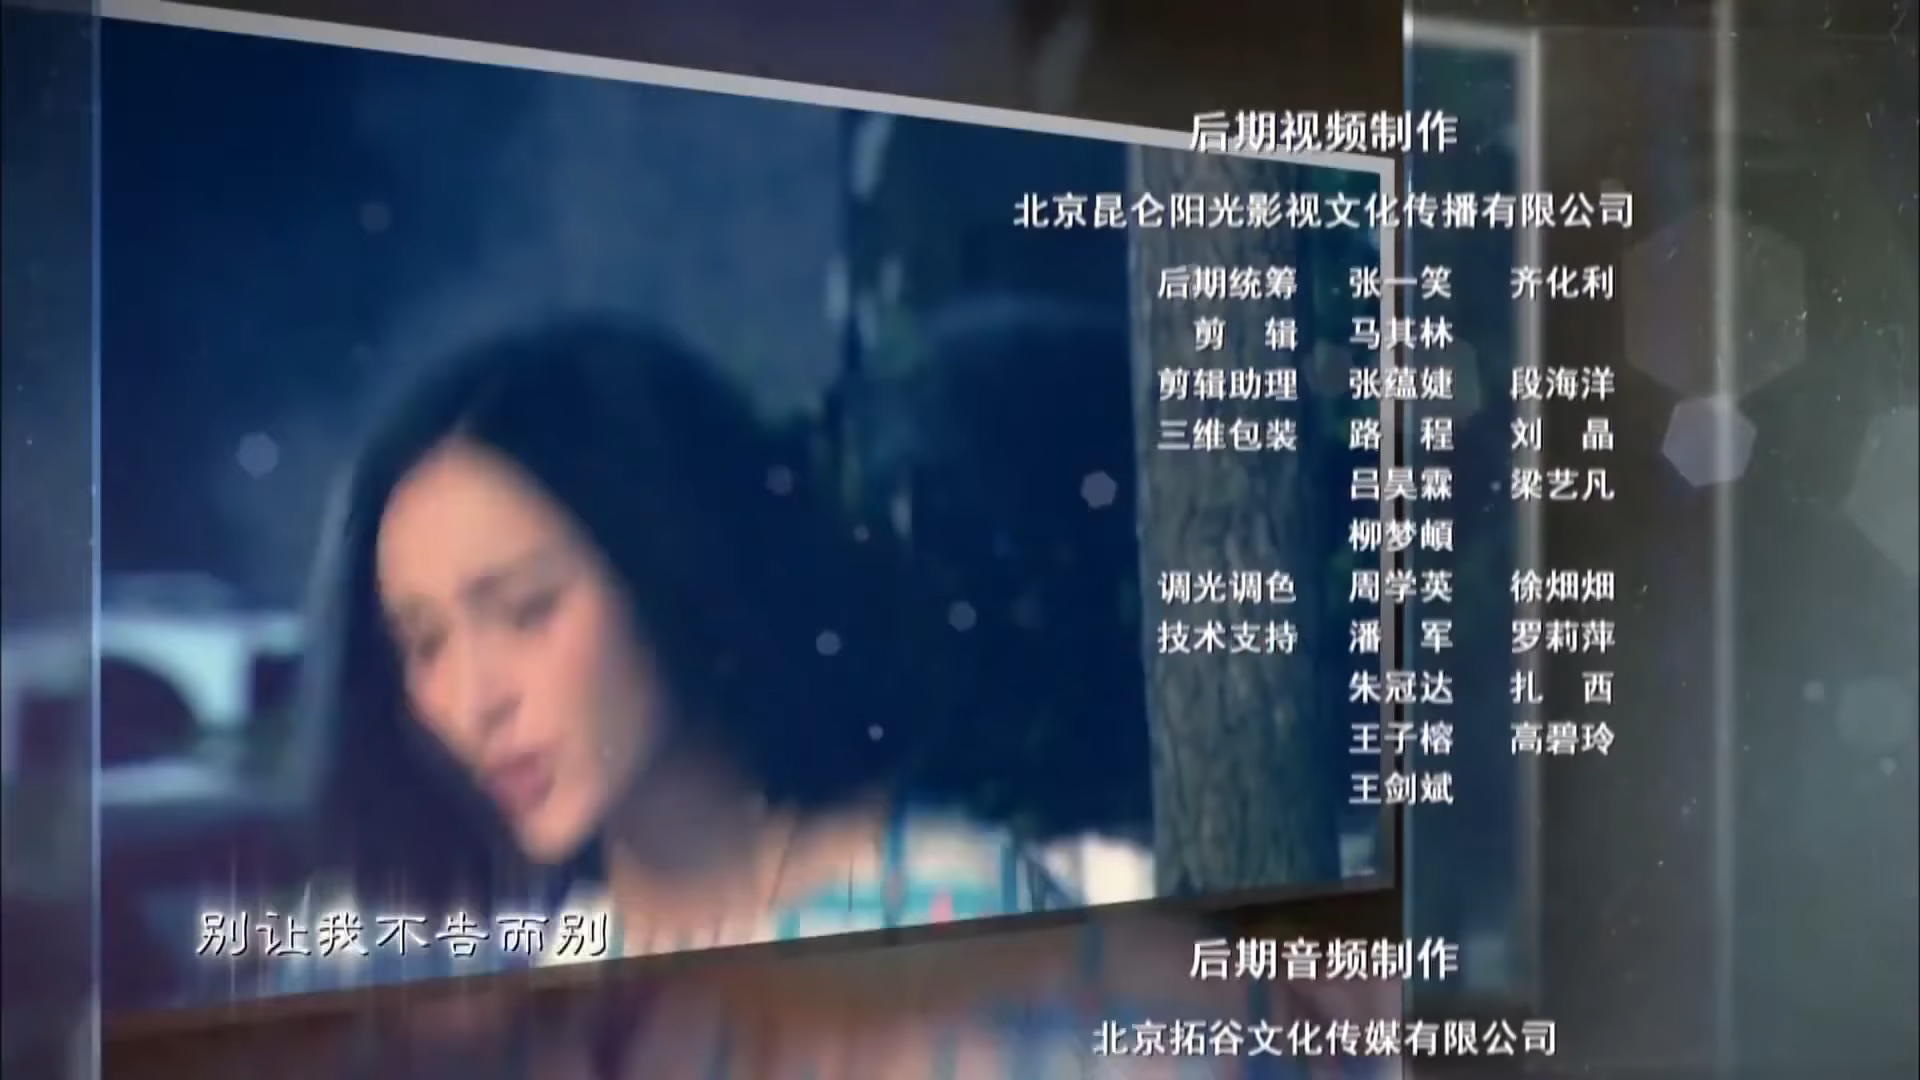 后期视频制作
北京昆仑阳光影视文化传播有限公司
后期统筹 张一笑 齐化利
剪 辑 马其林
剪辑助理 张蕴婕 段海洋
三维包装 路 程 刘 晶
吕昊霖 梁艺凡
柳梦㟲
调光调色 周学英 徐畑畑
技术支持 潘 军 罗莉萍
朱冠达 扎 西
王子榕 高碧玲
王剑斌
别让我不告而别
后期音频制作
北京拓谷文化传媒有限公司